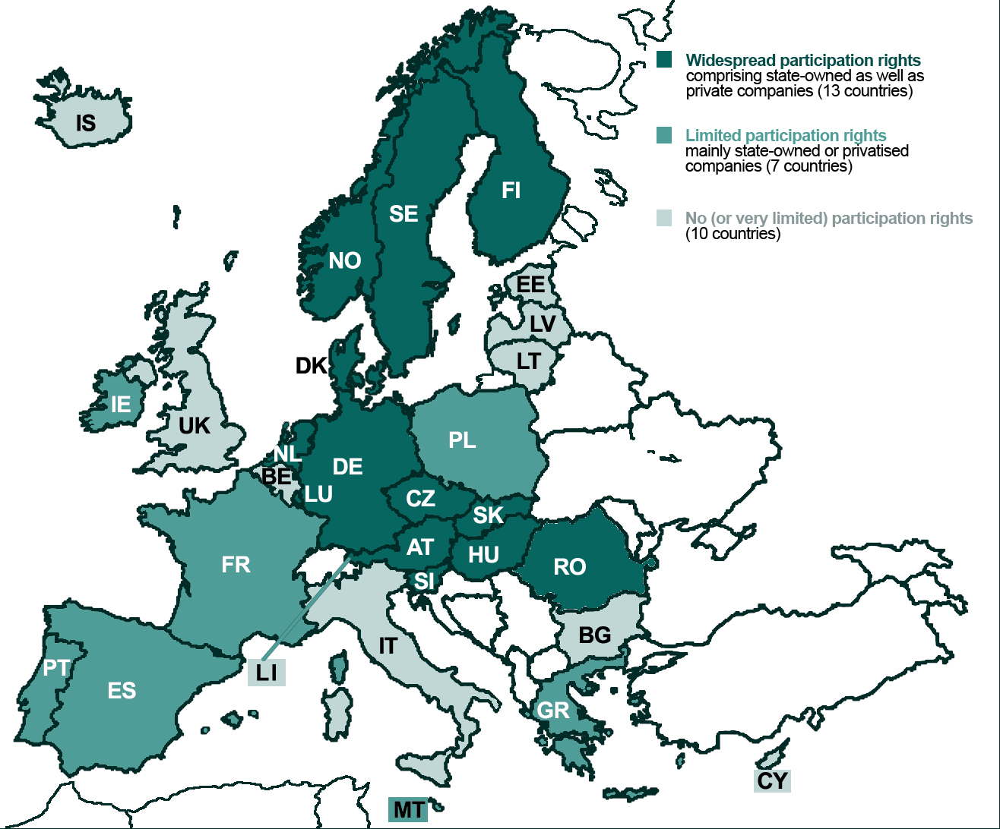 Widespread participation rights
comprising state-owned as well as
private companies (13 countries)
Limited participation rights
mainly state-owned or privatised
companies (7 countries)
No (or very limited) participation rights
(10 countries)
IS
FI
SE
NO
EE
LV
LT
DK
IE
UK
PL
NL
DE
BE
LU
CZ
SK
AT
HU
FR
RO
SI
BG
IT
PT
LI
ES
GR
CY
MT